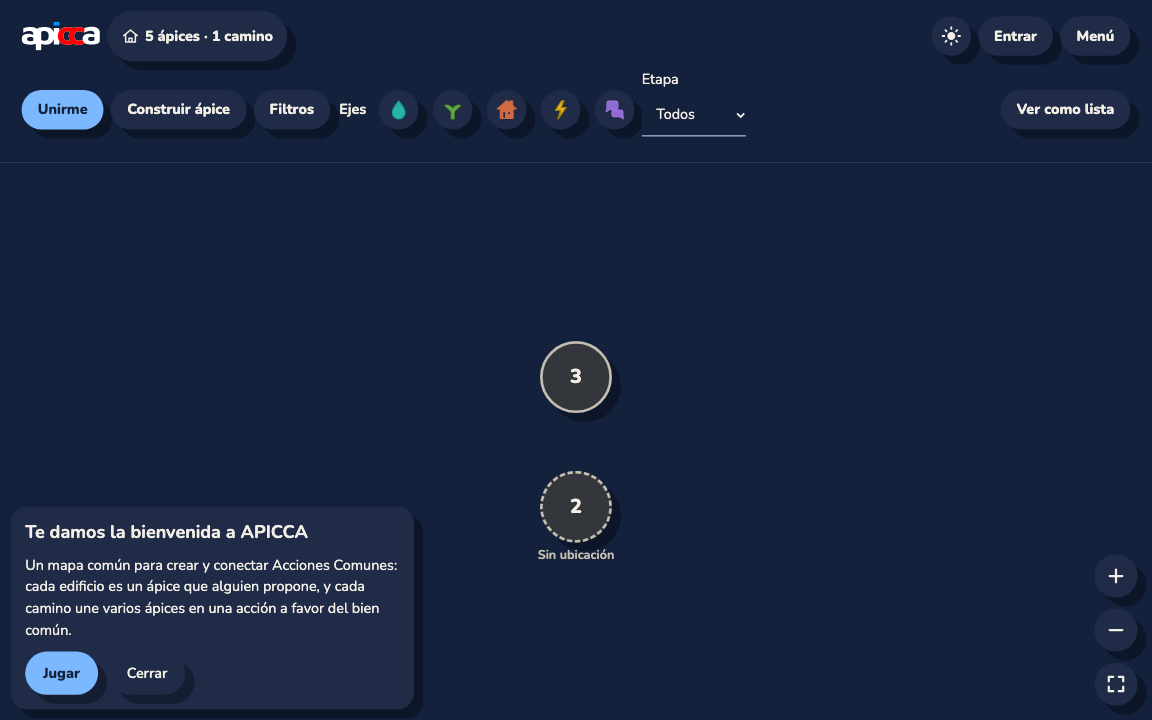 apicca
5 ápices · 1 camino
Entrar
Menú
Unirme
Construir ápice
Filtros
Ejes
Etapa
Todos
Ver como lista
3
2
Sin ubicación
Te damos la bienvenida a APICCA
Un mapa común para crear y conectar Acciones Comunes:
cada edificio es un ápice que alguien propone, y cada
camino une varios ápices en una acción a favor del bien
común.
Jugar
Cerrar